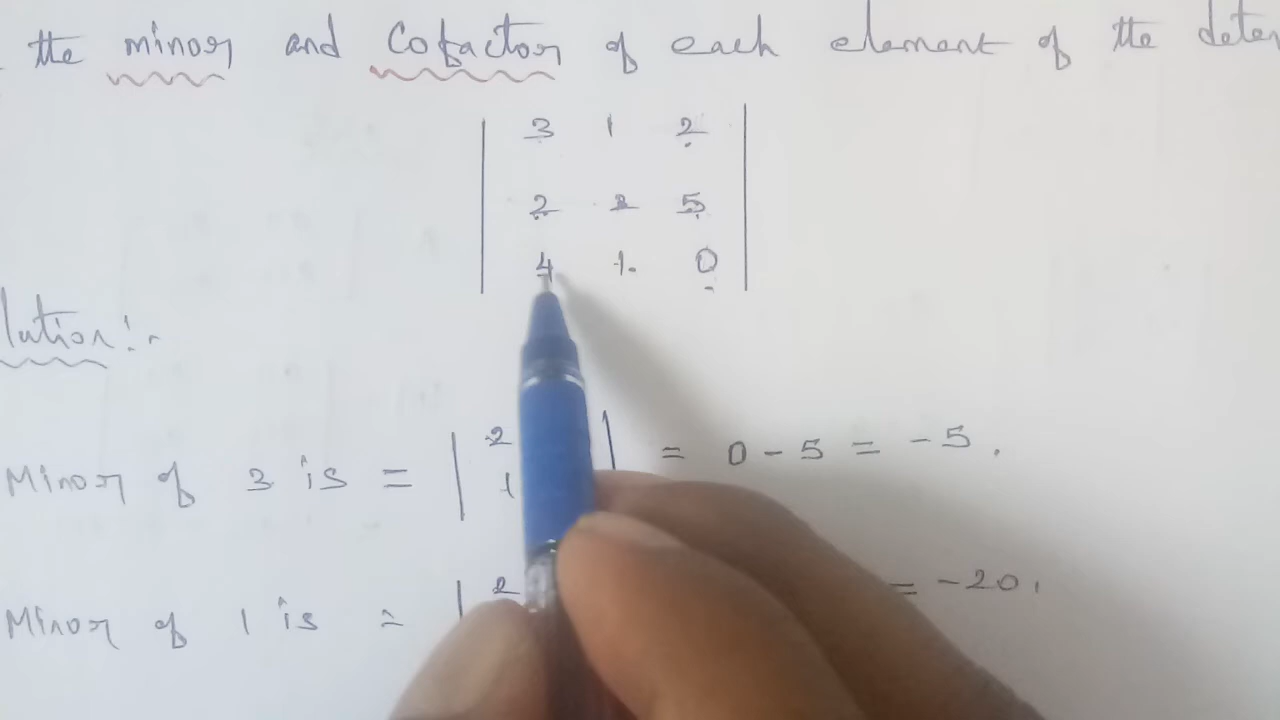 the minor and Cofactor of each element of the deter
3 1 2
2 2 5
4 1 0
lution:-
Minor of 3 is = | 2
1 | = 0 - 5 = -5.
Minor of 1 is = | 2 = -20.